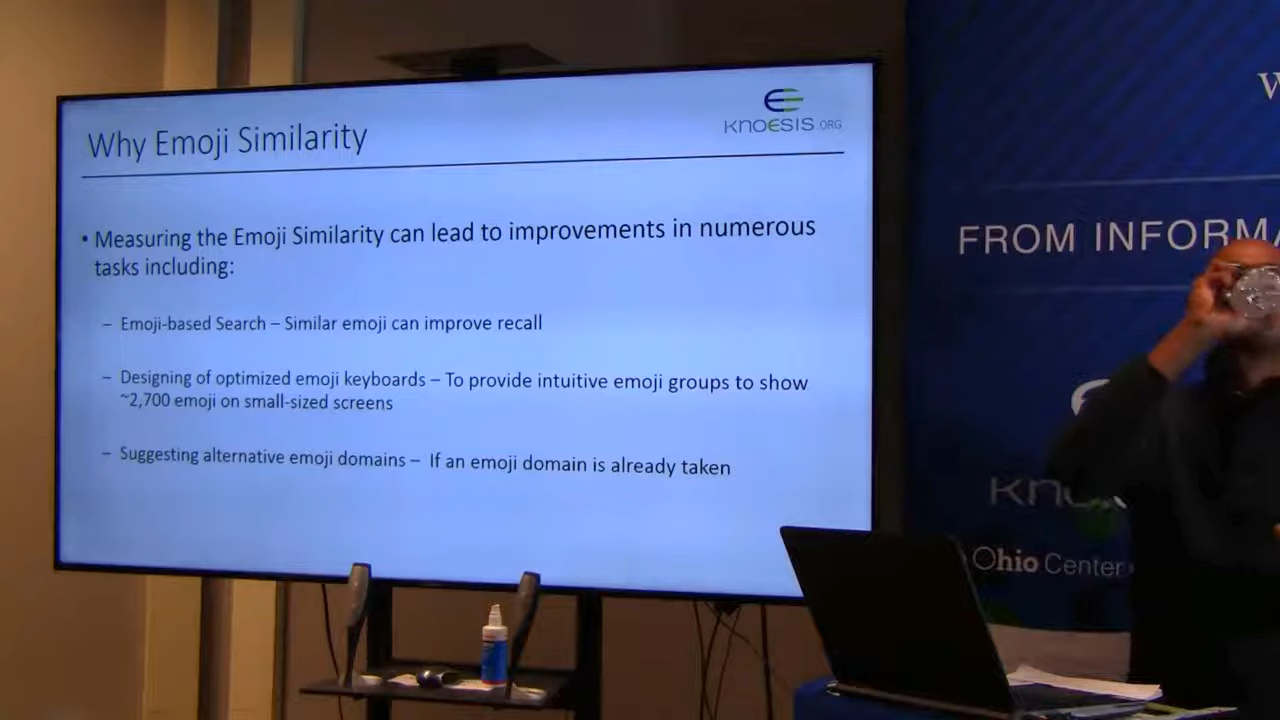 Why Emoji Similarity
KNOESIS.ORG
• Measuring the Emoji Similarity can lead to improvements in numerous
tasks including:
– Emoji-based Search – Similar emoji can improve recall
– Designing of optimized emoji keyboards – To provide intuitive emoji groups to show
~2,700 emoji on small-sized screens
– Suggesting alternative emoji domains – If an emoji domain is already taken
W
FROM INFORMA
Ohio Center